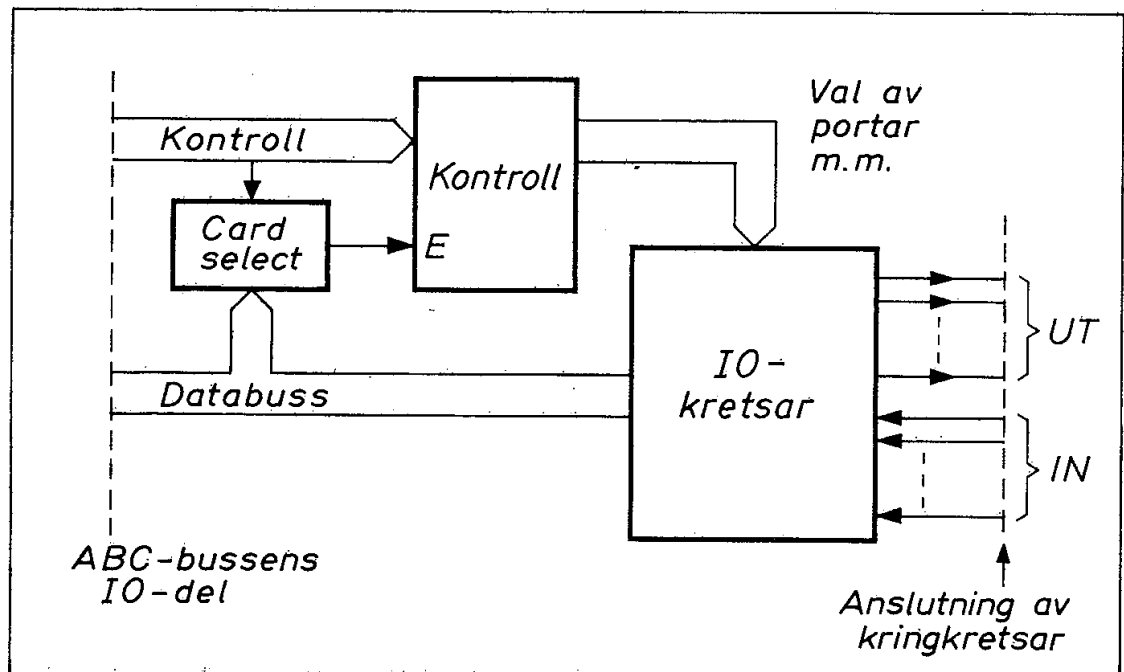 Kontroll
Kontroll
Val av
portar
m.m.
Card
select
E
IO-
kretsar
UT
Databuss
IN
ABC-bussens
IO-del
Anslutning av
kringkretsar